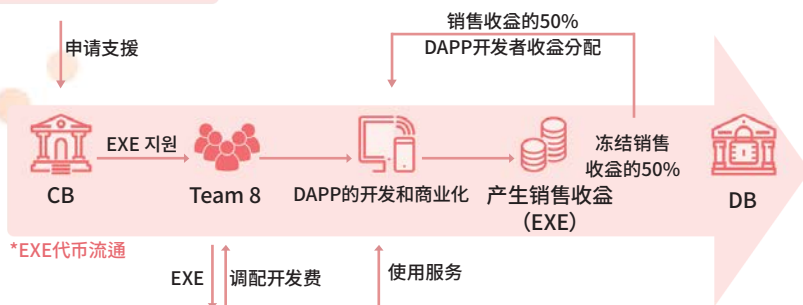 销售收益的50%
DAPP开发者收益分配
申请支援
EXE 지원
冻结销售
收益的50%
CB
Team 8
DAPP的开发和商业化
产生销售收益
（EXE）
DB
*EXE代币流通
EXE
调配开发费
使用服务